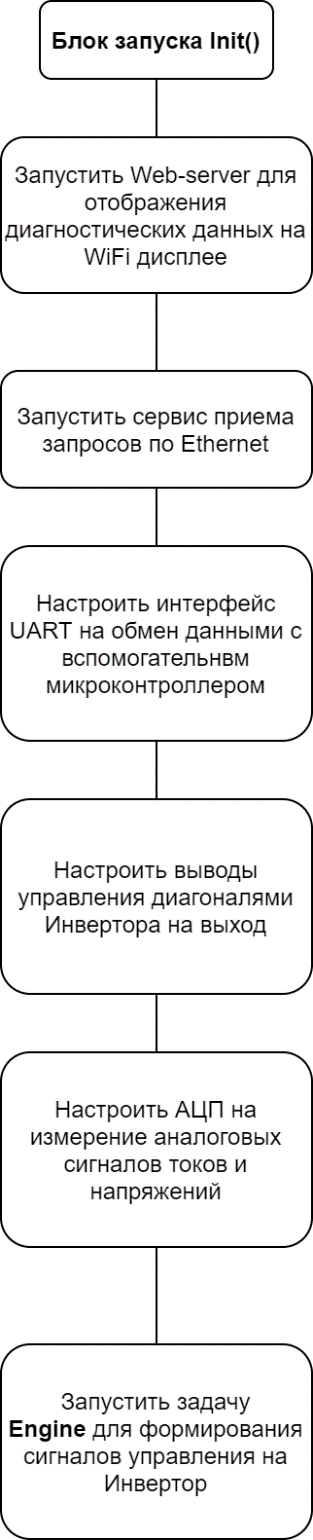 Блок запуска Init()
Запустить Web-server для
отображения
диагностических данных на
WiFi дисплее
Запустить сервис приема
запросов по Ethernet
Настроить интерфейс
UART на обмен данными с
вспомогательнвм
микроконтроллером
Настроить выводы
управления диагоналями
Инвертора на выход
Настроить АЦП на
измерение аналоговых
сигналов токов и
напряжений
Запустить задачу
Engine для формирования
сигналов управления на
Инвертор